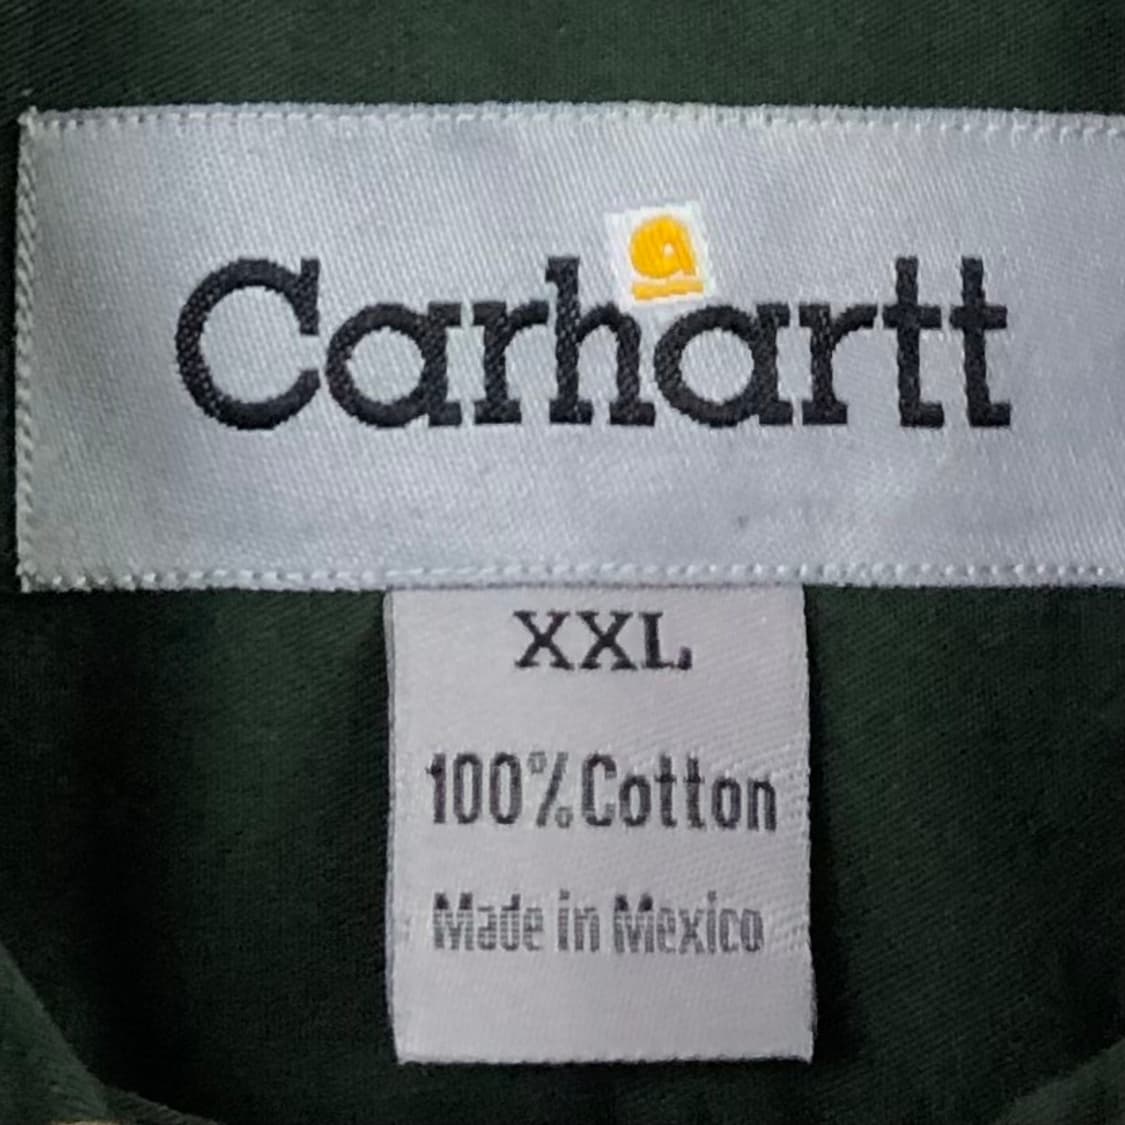 Carhartt
XXL
100% Cotton
Made in Mexico